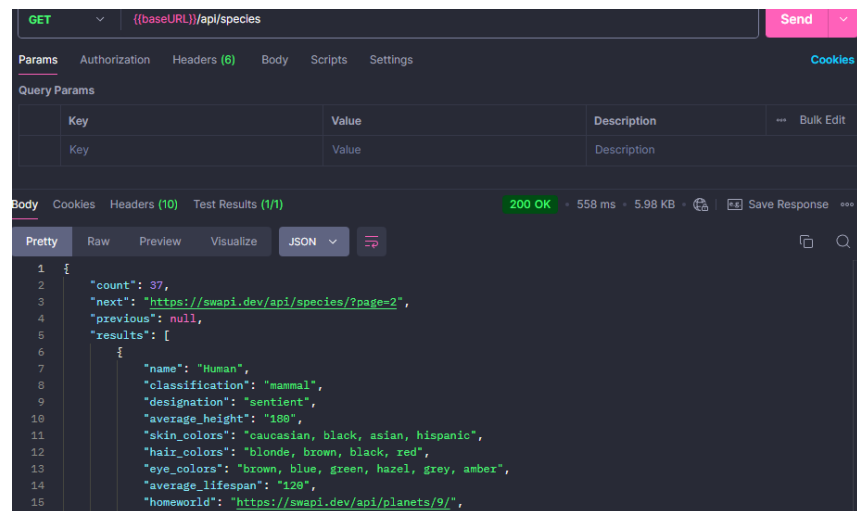 GET {{baseURL}}/api/species Send
Params Authorization Headers (6) Body Scripts Settings Cookies
Query Params
Key Value Description ••• Bulk Edit
Key Value Description
Body Cookies Headers (10) Test Results (1/1) 200 OK • 558 ms • 5.98 KB • e.g. Save Response •••
Pretty Raw Preview Visualize JSON
1 {
2 "count": 37,
3 "next": "https://swapi.dev/api/species/?page=2",
4 "previous": null,
5 "results": [
6 {
7 "name": "Human",
8 "classification": "mammal",
9 "designation": "sentient",
10 "average_height": "180",
11 "skin_colors": "caucasian, black, asian, hispanic",
12 "hair_colors": "blonde, brown, black, red",
13 "eye_colors": "brown, blue, green, hazel, grey, amber",
14 "average_lifespan": "120",
15 "homeworld": "https://swapi.dev/api/planets/9/",